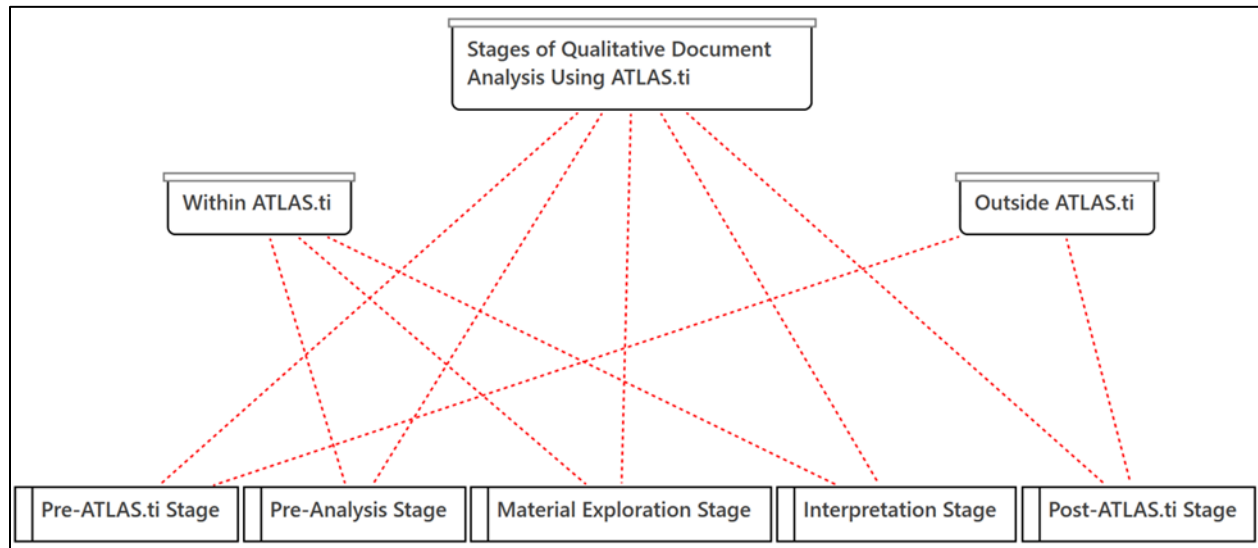 Stages of Qualitative Document
Analysis Using ATLAS.ti
Within ATLAS.ti
Outside ATLAS.ti
Pre-ATLAS.ti Stage
Pre-Analysis Stage
Material Exploration Stage
Interpretation Stage
Post-ATLAS.ti Stage